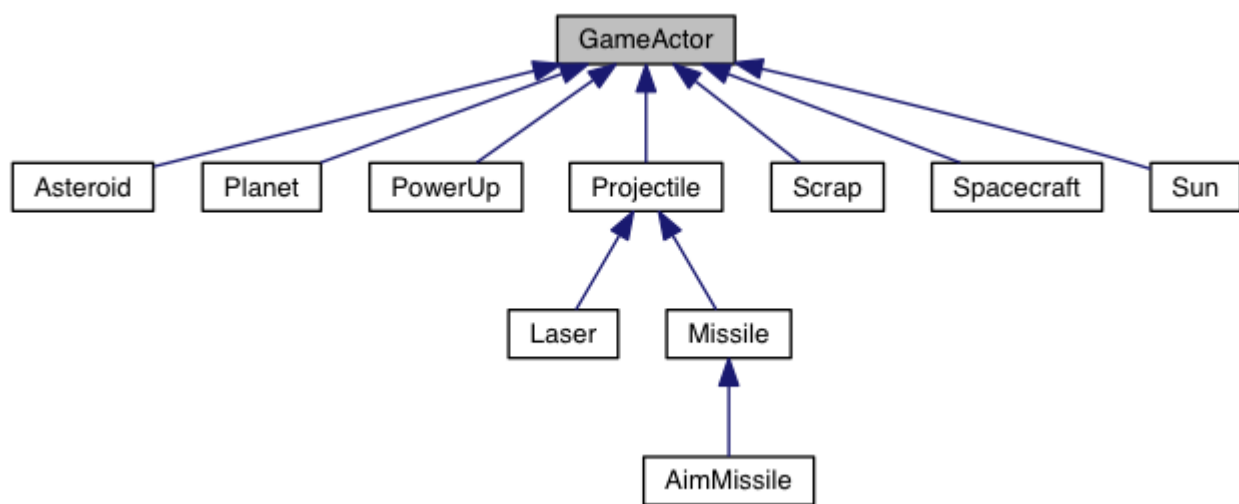 GameActor
Asteroid
Planet
PowerUp
Projectile
Scrap
Spacecraft
Sun
Laser
Missile
AimMissile